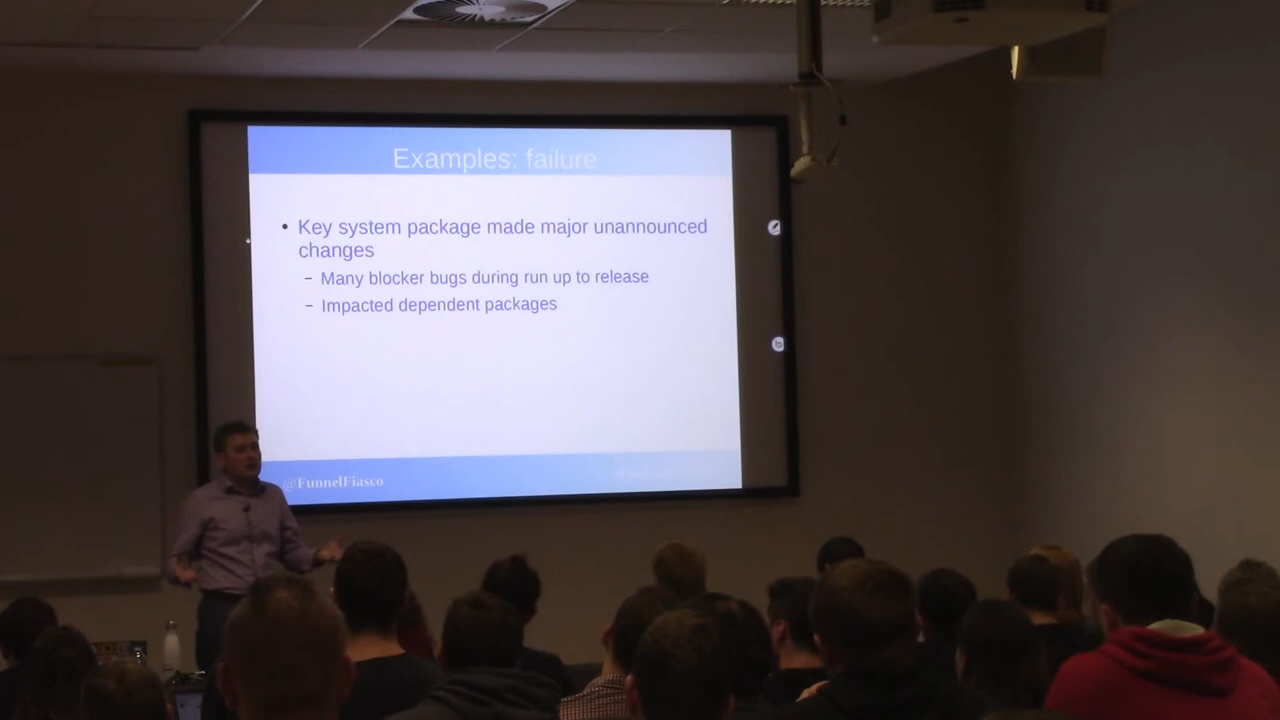 Examples: failure
• Key system package made major unannounced
changes
– Many blocker bugs during run up to release
– Impacted dependent packages
@FunnelFiasco